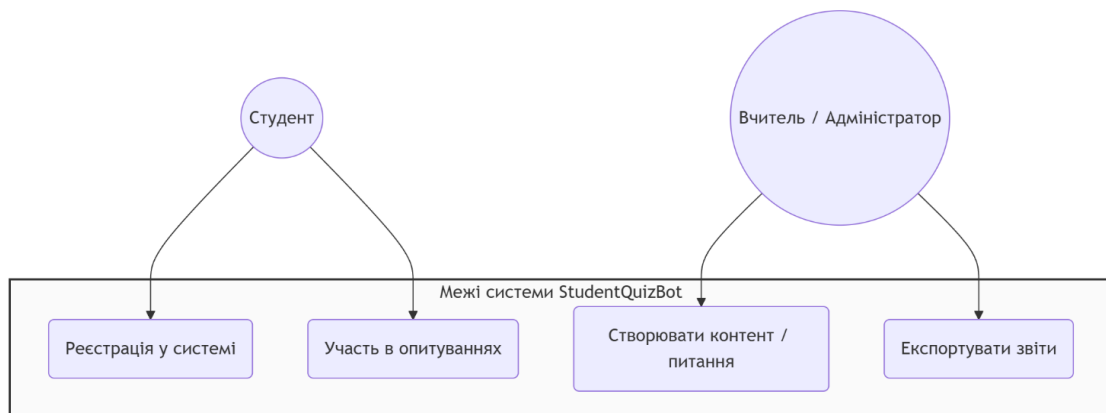 Студент
Вчитель / Адміністратор
Межі системи StudentQuizBot
Реєстрація у системі
Участь в опитуваннях
Створювати контент /
питання
Експортувати звіти